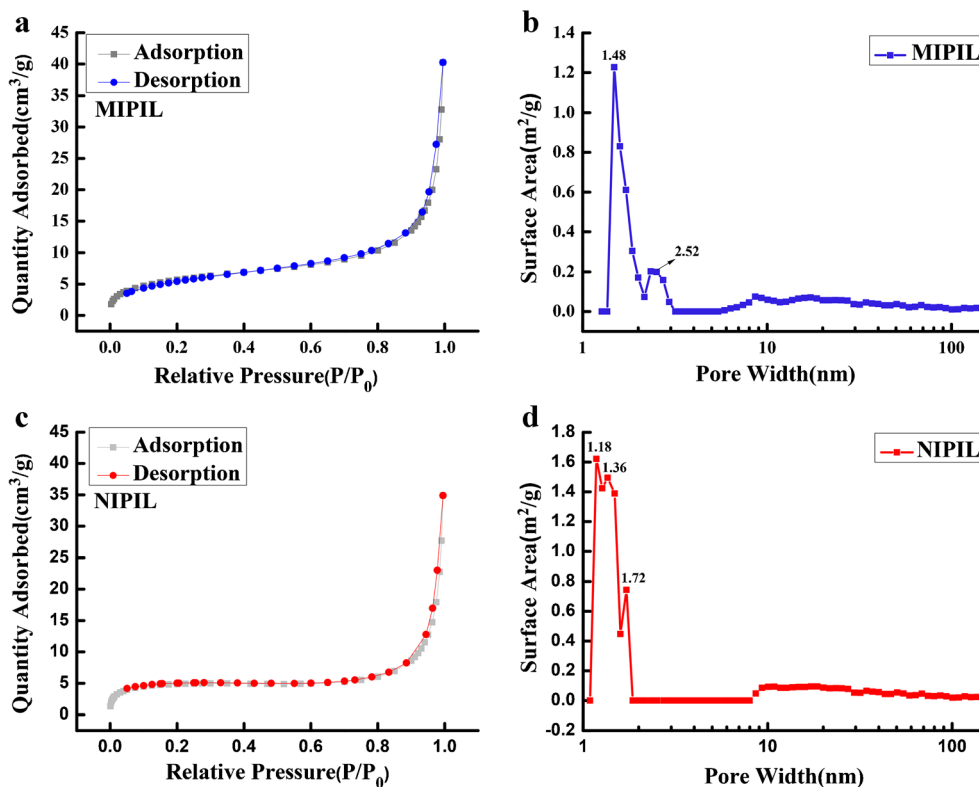 a
45
40
35
30
25
20
15
10
5
0
Quantity Adsorbed(cm³/g)
Adsorption
Desorption
MIPIL
0.0 0.2 0.4 0.6 0.8 1.0
Relative Pressure(P/P₀)
b
1.4
1.2
1.0
0.8
0.6
0.4
0.2
0.0
Surface Area(m²/g)
MIPIL
1.48
2.52
1 10 100
Pore Width(nm)
c
45
40
35
30
25
20
15
10
5
0
Quantity Adsorbed(cm³/g)
Adsorption
Desorption
NIPIL
0.0 0.2 0.4 0.6 0.8 1.0
Relative Pressure(P/P₀)
d
1.8
1.6
1.4
1.2
1.0
0.8
0.6
0.4
0.2
0.0
-0.2
Surface Area(m²/g)
NIPIL
1.18
1.36
1.72
1 10 100
Pore Width(nm)